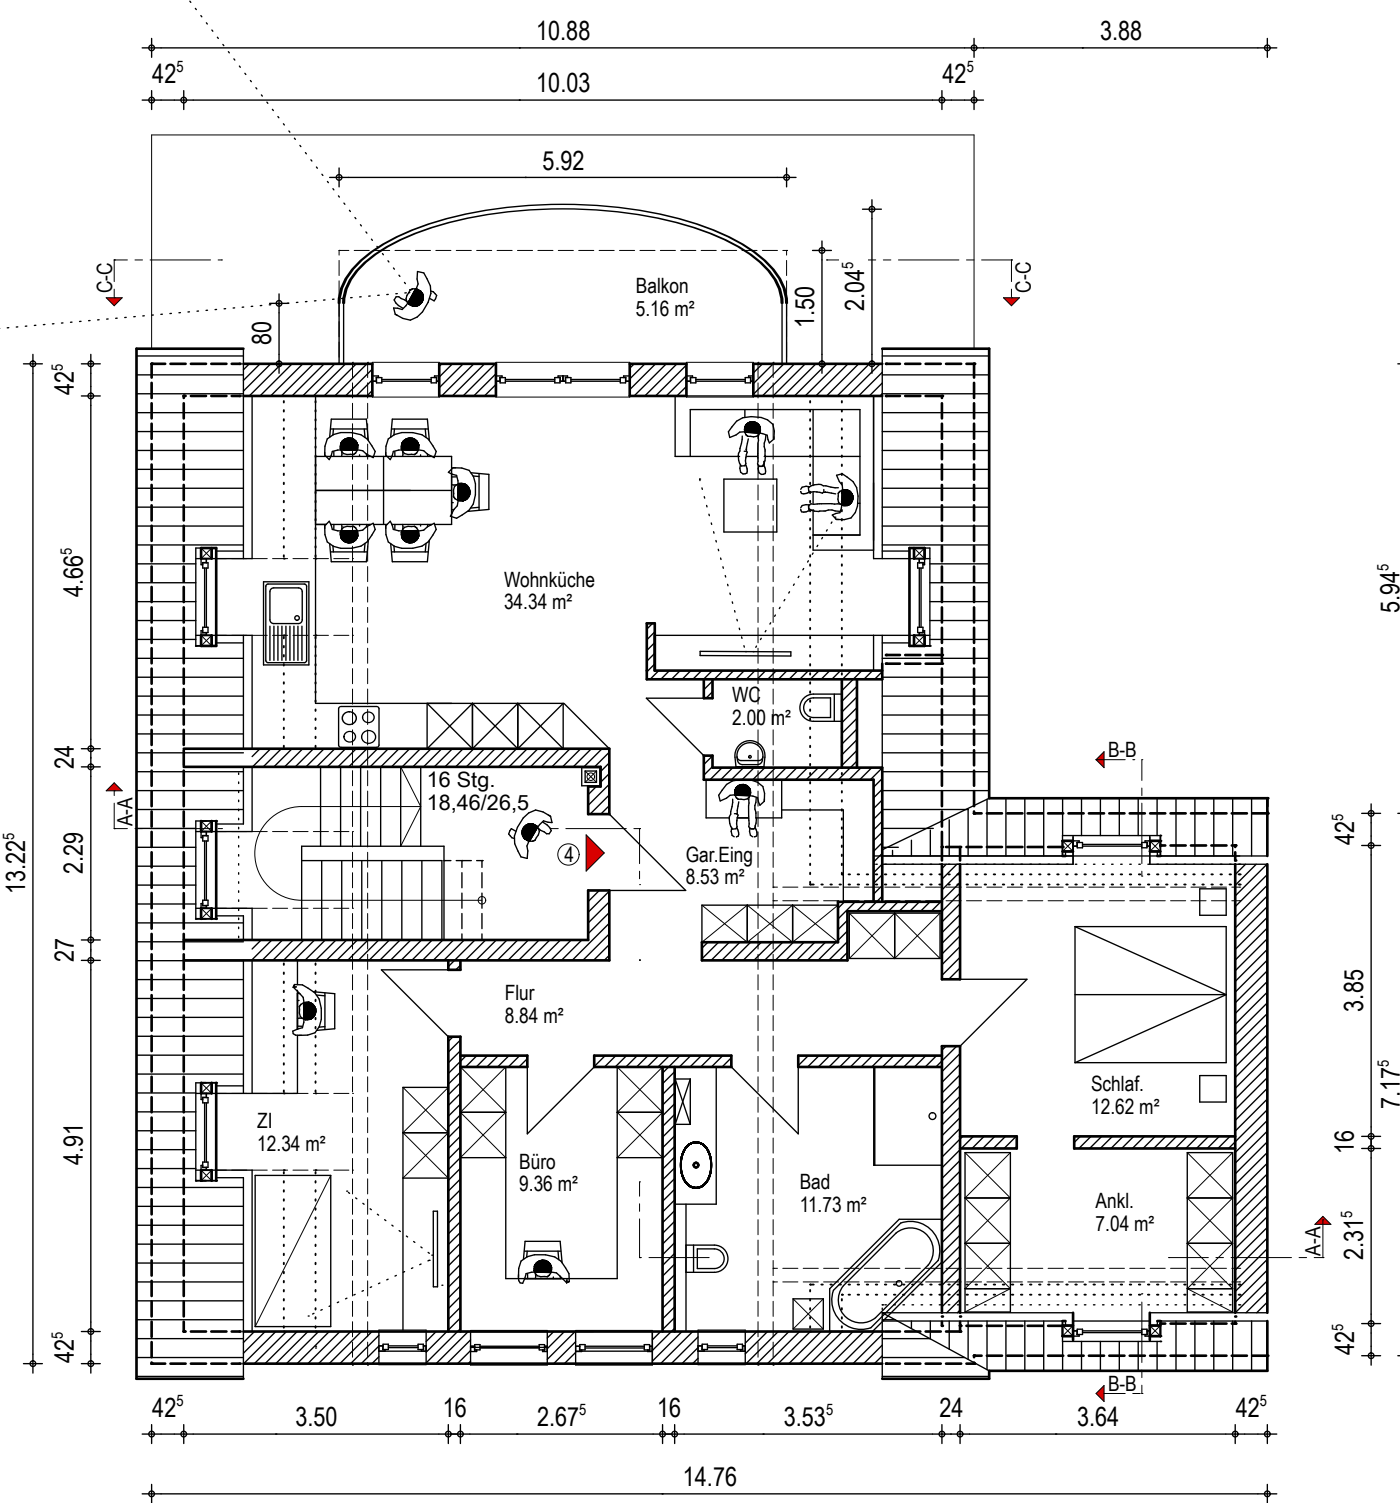 10.88
3.88
42⁵
10.03
42⁵
5.92
C-C
C-C
Balkon
5.16 m²
80
1.50
2.04⁵
42⁵
4.66⁵
24
2.29
27
4.91
42⁵
13.22⁵
Wohnküche
34.34 m²
5.94⁵
WC
2.00 m²
B-B
A-A
16 Stg.
18,46/26,5
4
Gar.Eing
8.53 m²
42⁵
3.85
16
2.31⁵
42⁵
7.17⁵
Flur
8.84 m²
Schlaf.
12.62 m²
ZI
12.34 m²
Büro
9.36 m²
Bad
11.73 m²
Ankl.
7.04 m²
A-A
B-B
42⁵
3.50
16
2.67⁵
16
3.53⁵
24
3.64
42⁵
14.76